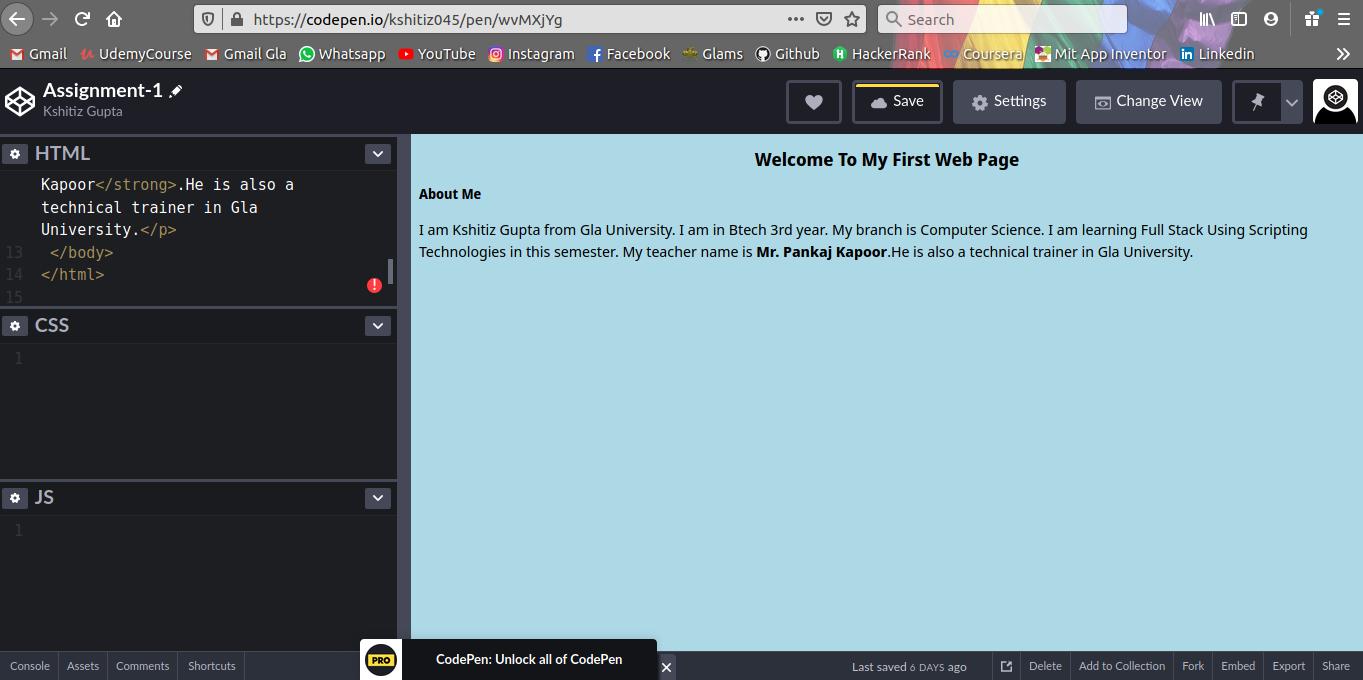 https://codepen.io/kshitiz045/pen/wvMXjYg
Search
Gmail UdemyCourse Gmail Gla Whatsapp YouTube Instagram Facebook Glams Github HackerRank Coursera Mit App Inventor Linkedin
Assignment-1
Kshitiz Gupta
Save Settings Change View
HTML
Kapoor</strong>.He is also a
technical trainer in Gla
University.</p>
13 </body>
14 </html>
15
CSS
1
JS
1
Welcome To My First Web Page
About Me
I am Kshitiz Gupta from Gla University. I am in Btech 3rd year. My branch is Computer Science. I am learning Full Stack Using Scripting
Technologies in this semester. My teacher name is Mr. Pankaj Kapoor.He is also a technical trainer in Gla University.
Console Assets Comments Shortcuts
PRO CodePen: Unlock all of CodePen
Last saved 6 DAYS ago Delete Add to Collection Fork Embed Export Share